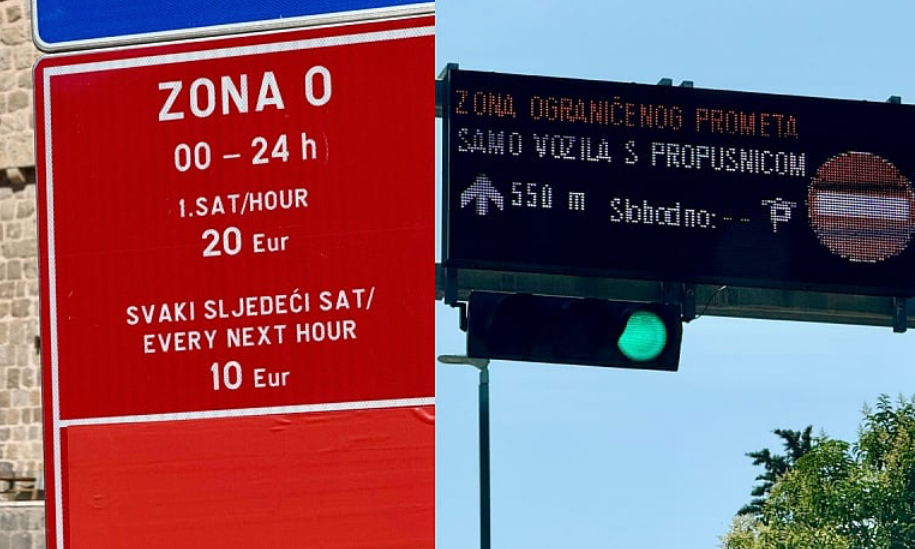 ZONA 0
00 – 24 h
1.SAT/HOUR
20 Eur
SVAKI SLJEDEĆI SAT/
EVERY NEXT HOUR
10 Eur
ZONA OGRANIČENOG PROMETA
SAMO VOZILA S PROPUSNICOM
550 m Slobodno: -- P